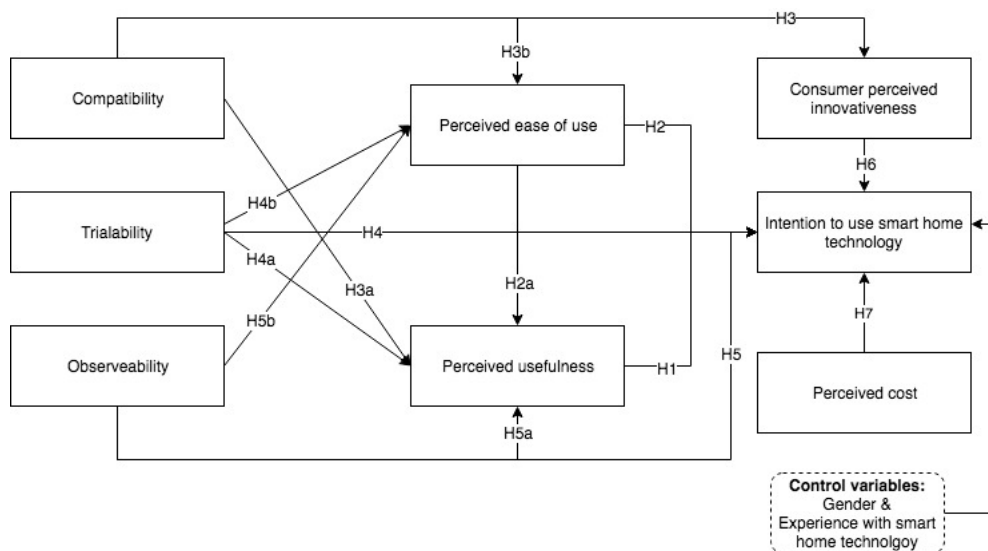 H3
H3b
Compatibility
Perceived ease of use
Consumer perceived
innovativeness
H2
H6
H4b
Trialability
H4
Intention to use smart home
technology
H4a
H3a
H2a
H5b
H7
Observeability
Perceived usefulness
H1
H5
Perceived cost
H5a
Control variables:
Gender &
Experience with smart
home technolgoy